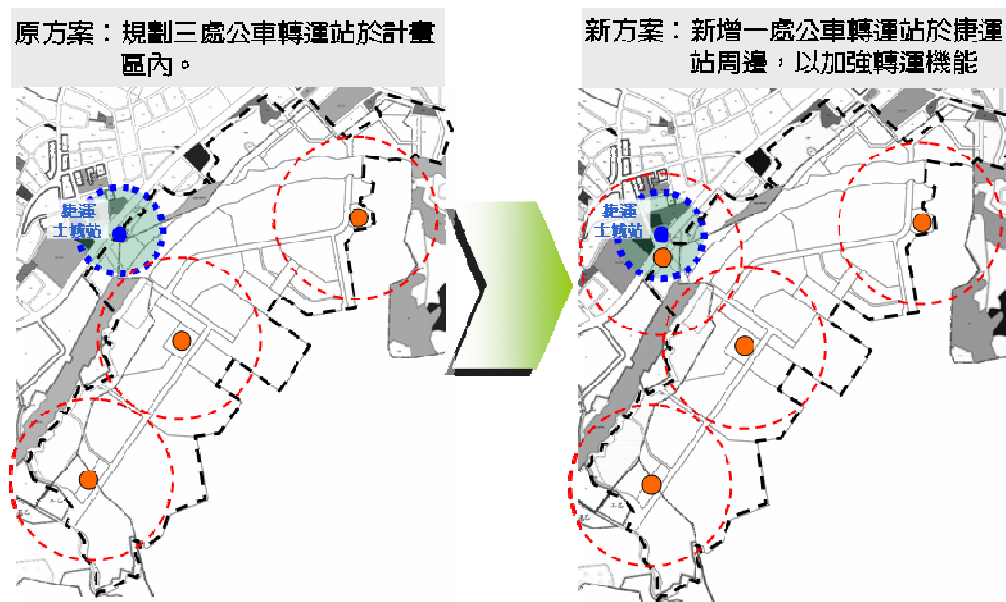 原方案：規劃三處公車轉運站於計畫
區內。
捷運
土城站
新方案：新增一處公車轉運站於捷運
站周邊，以加強轉運機能
捷運
土城站